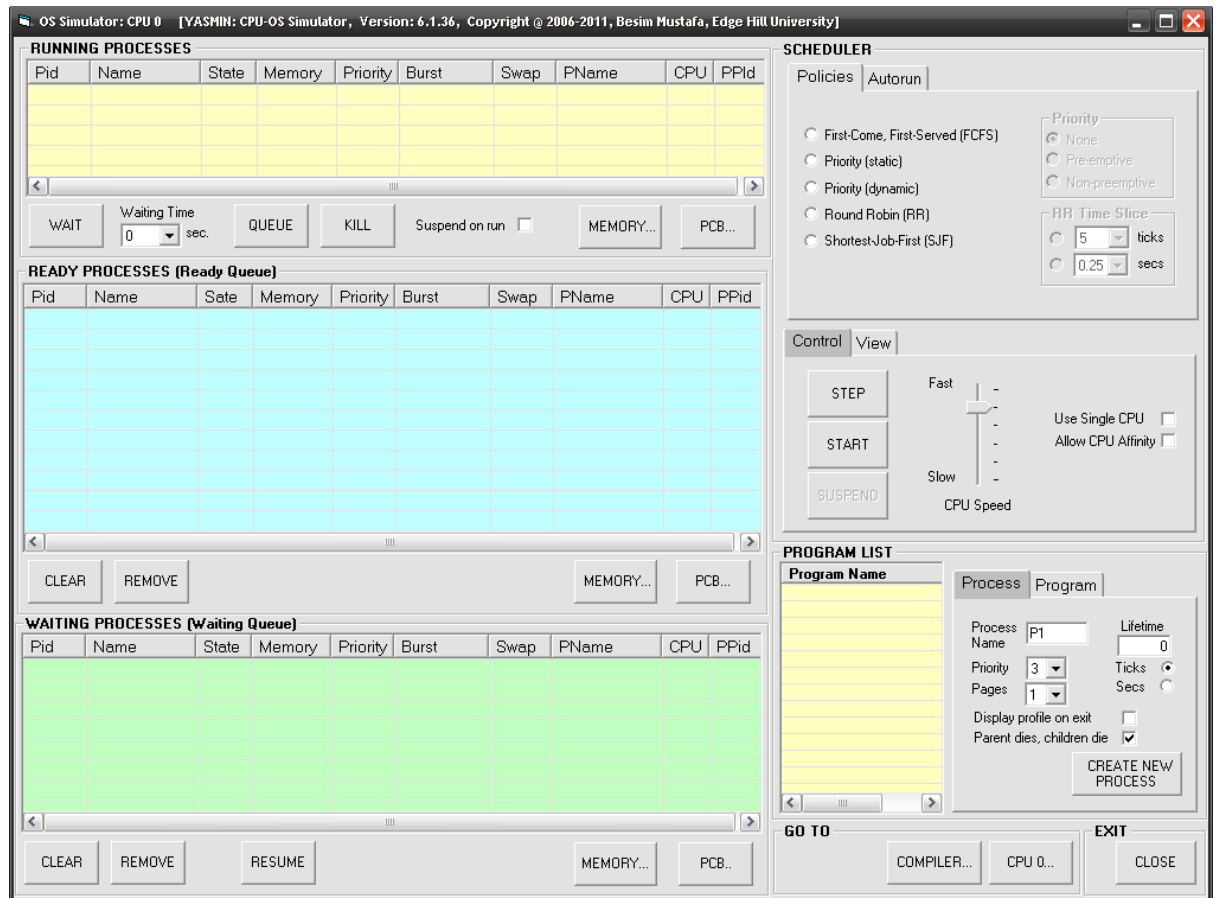 OS Simulator: CPU 0 [YASMIN: CPU-OS Simulator, Version: 6.1.36, Copyright @ 2006-2011, Besim Mustafa, Edge Hill University]
RUNNING PROCESSES
Pid Name State Memory Priority Burst Swap PName CPU PPId
WAIT
Waiting Time
0 sec.
QUEUE
KILL
Suspend on run
MEMORY...
PCB...
READY PROCESSES (Ready Queue)
Pid Name Sate Memory Priority Burst Swap PName CPU PPid
CLEAR
REMOVE
MEMORY...
PCB...
WAITING PROCESSES (Waiting Queue)
Pid Name State Memory Priority Burst Swap PName CPU PPid
CLEAR
REMOVE
RESUME
MEMORY...
PCB..
SCHEDULER
Policies Autorun
First-Come, First-Served (FCFS)
Priority (static)
Priority (dynamic)
Round Robin (RR)
Shortest-Job-First (SJF)
Priority
None
Pre-emptive
Non-preemptive
RR Time Slice
5 ticks
0.25 secs
Control View
STEP
START
SUSPEND
Fast
Slow
CPU Speed
Use Single CPU
Allow CPU Affinity
PROGRAM LIST
Program Name
Process Program
Process
Name
P1
Lifetime
0
Priority 3
Ticks
Pages 1
Secs
Display profile on exit
Parent dies, children die
CREATE NEW
PROCESS
GO TO
COMPILER...
CPU 0...
EXIT
CLOSE